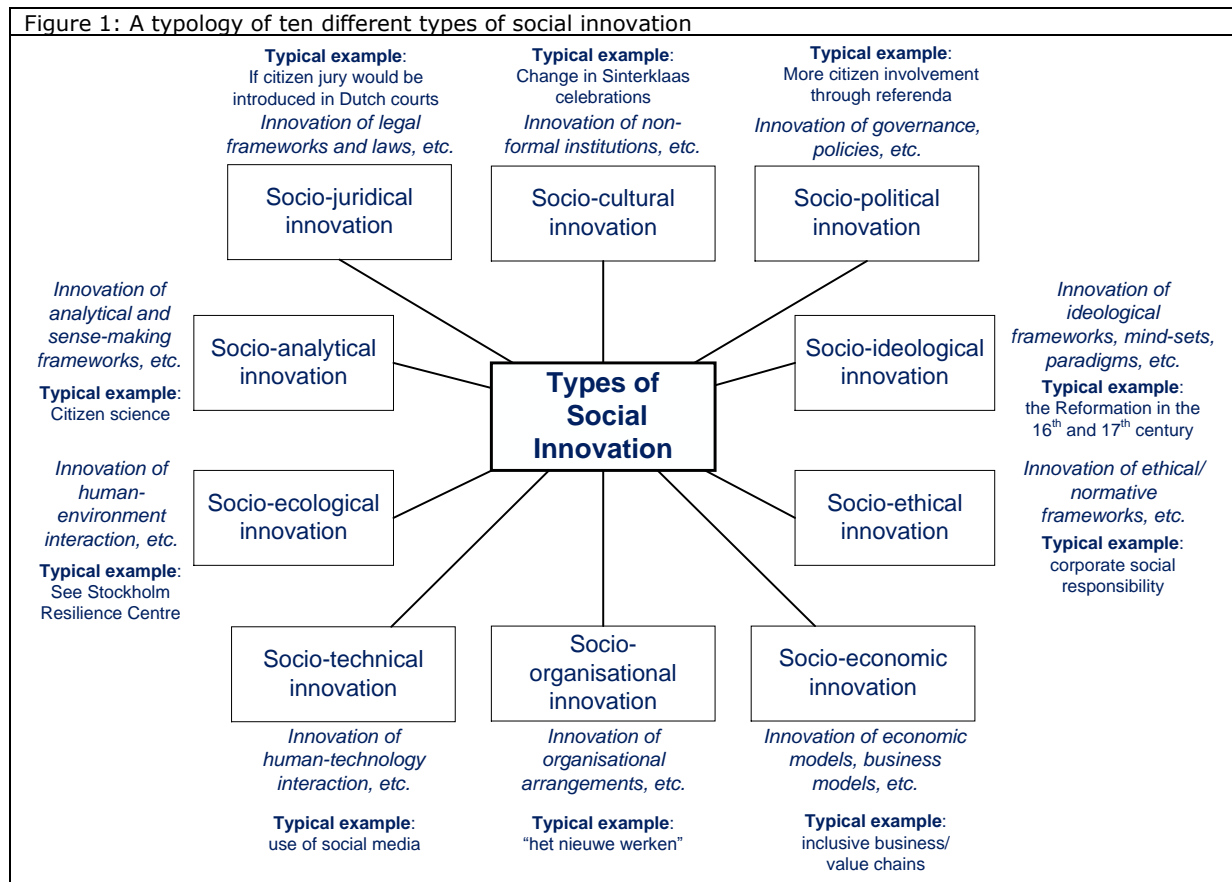 Figure 1: A typology of ten different types of social innovation
Typical example:
If citizen jury would be
introduced in Dutch courts
Innovation of legal
frameworks and laws, etc.
Socio-juridical
innovation
Typical example:
Change in Sinterklaas
celebrations
Innovation of non-
formal institutions, etc.
Socio-cultural
innovation
Typical example:
More citizen involvement
through referenda
Innovation of governance,
policies, etc.
Socio-political
innovation
Innovation of
analytical and
sense-making
frameworks, etc.
Typical example:
Citizen science
Socio-analytical
innovation
Types of
Social
Innovation
Socio-ideological
innovation
Innovation of
ideological
frameworks, mind-sets,
paradigms, etc.
Typical example:
the Reformation in the
16th and 17th century
Innovation of
human-
environment
interaction, etc.
Typical example:
See Stockholm
Resilience Centre
Socio-ecological
innovation
Socio-ethical
innovation
Innovation of ethical/
normative
frameworks, etc.
Typical example:
corporate social
responsibility
Socio-technical
innovation
Innovation of
human-technology
interaction, etc.
Typical example:
use of social media
Socio-
organisational
innovation
Innovation of
organisational
arrangements, etc.
Typical example:
“het nieuwe werken”
Socio-economic
innovation
Innovation of economic
models, business
models, etc.
Typical example:
inclusive business/
value chains